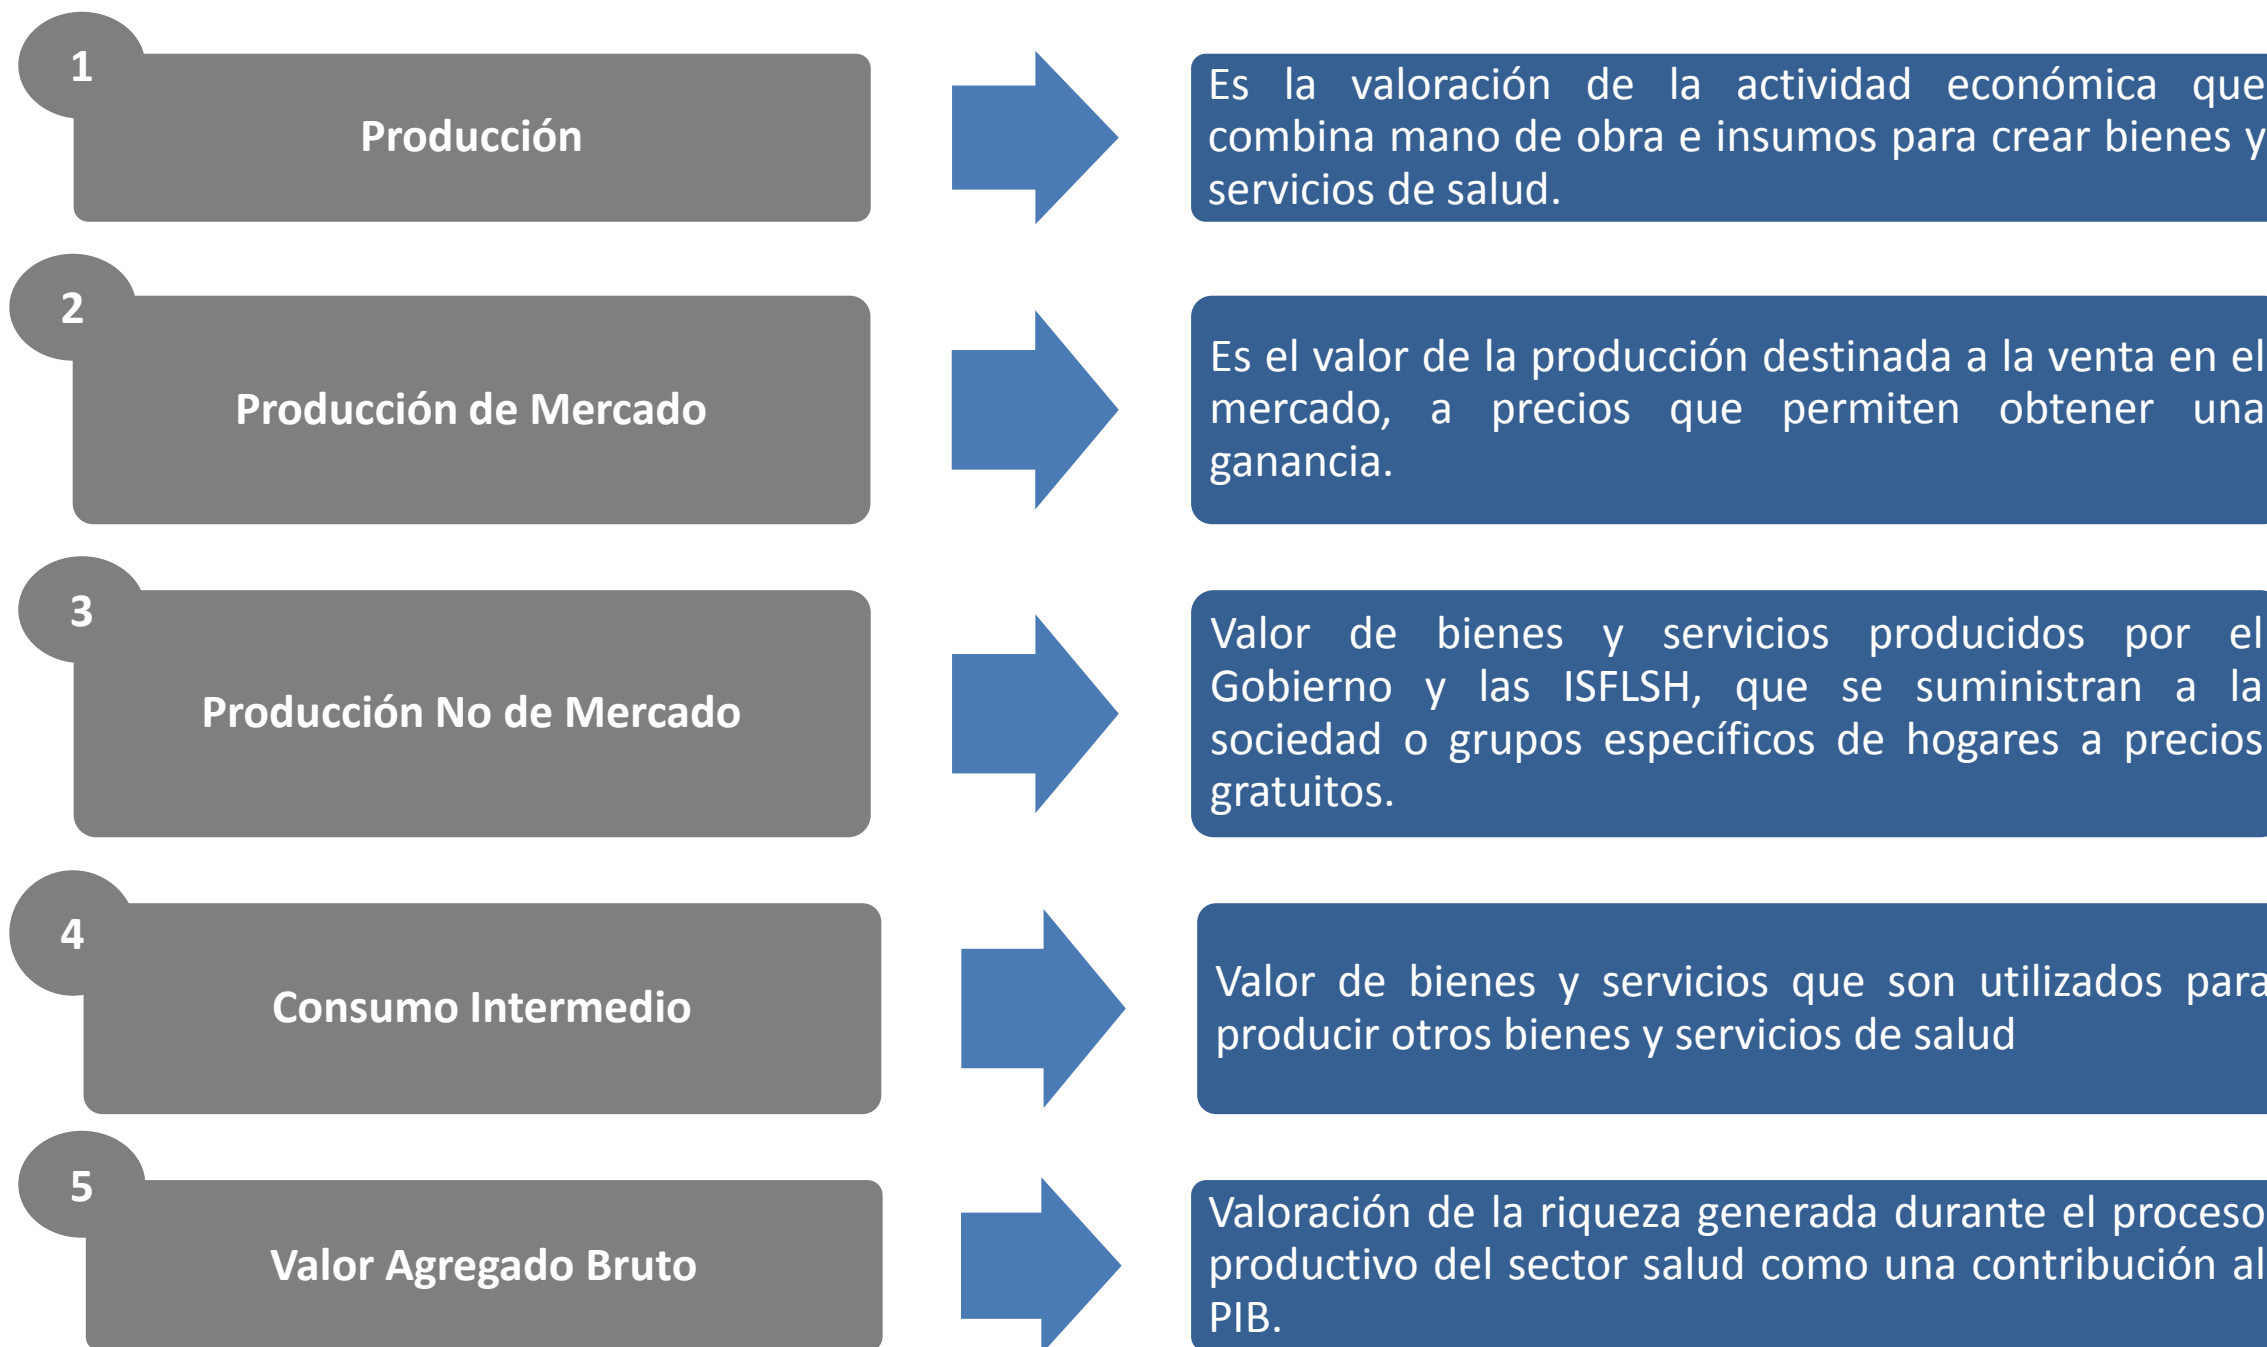 1
Producción
Es la valoración de la actividad económica que
combina mano de obra e insumos para crear bienes y
servicios de salud.
2
Producción de Mercado
Es el valor de la producción destinada a la venta en el
mercado, a precios que permiten obtener una
ganancia.
3
Producción No de Mercado
Valor de bienes y servicios producidos por el
Gobierno y las ISFLSH, que se suministran a la
sociedad o grupos específicos de hogares a precios
gratuitos.
4
Consumo Intermedio
Valor de bienes y servicios que son utilizados para
producir otros bienes y servicios de salud
5
Valor Agregado Bruto
Valoración de la riqueza generada durante el proceso
productivo del sector salud como una contribución al
PIB.